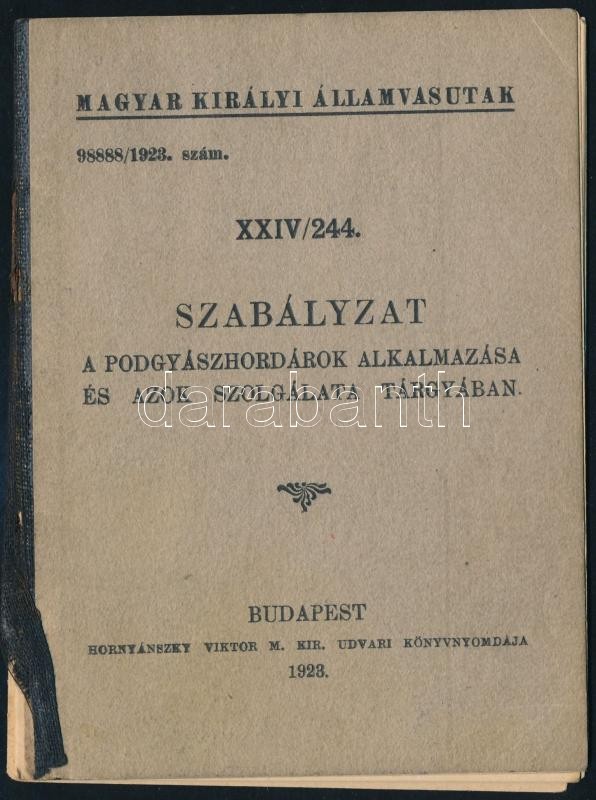 MAGYAR KIRÁLYI ÁLLAMVASUTAK
98888/1923. szám.
XXIV/244.
SZABÁLYZAT
A PODGYÁSZHORDÁROK ALKALMAZÁSA
ÉS AZOK SZOLGÁLATA TÁRGYÁBAN.
darabanth
BUDAPEST
HORNYÁNSZKY VIKTOR M. KIR. UDVARI KÖNYVNYOMDÁJA
1923.